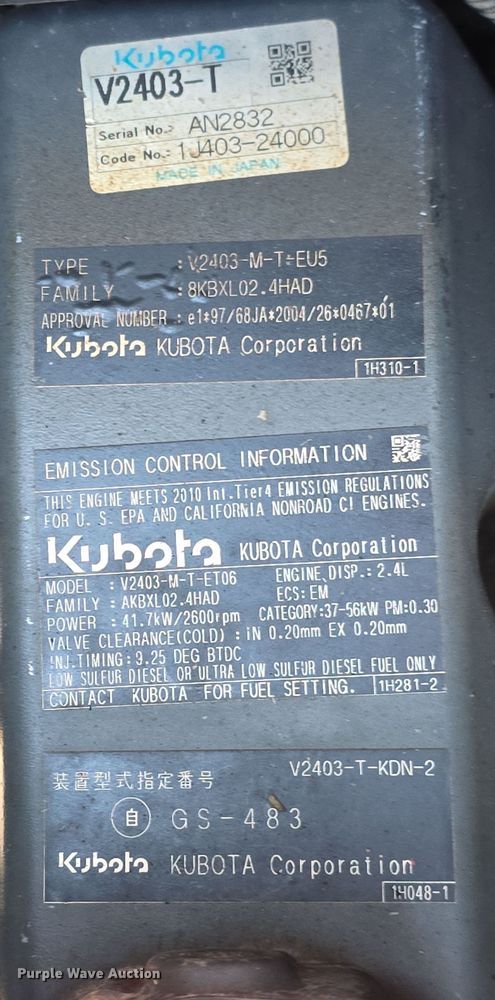 Kubota
V2403-T
Serial No.: AN2832
Code No.: 1J403-24000
MADE IN JAPAN
TYPE : V2403-M-T-EU5
FAMILY : 8KBXL02.4HAD
APPROVAL NUMBER : e1*97/68JA*2004/26*0467*01
Kubota KUBOTA Corporation
1H310-1
EMISSION CONTROL INFORMATION
THIS ENGINE MEETS 2010 Int.Tier4 EMISSION REGULATIONS
FOR U. S. EPA AND CALIFORNIA NONROAD CI ENGINES.
Kubota KUBOTA Corporation
MODEL : V2403-M-T-ET06 ENGINE DISP.: 2.4L
FAMILY : AKBXL02.4HAD ECS: EM
POWER : 41.7kW/2600rpm CATEGORY:37-56kW PM:0.30
VALVE CLEARANCE(COLD) : IN 0.20mm EX 0.20mm
INJ.TIMING: 9.25 DEG BTDC
LOW SULFUR DIESEL OR ULTRA LOW SULFUR DIESEL FUEL ONLY
CONTACT KUBOTA FOR FUEL SETTING. 1H281-2
装置型式指定番号 V2403-T-KDN-2
自 GS-483
Kubota KUBOTA Corporation
1H048-1
Purple Wave Auction